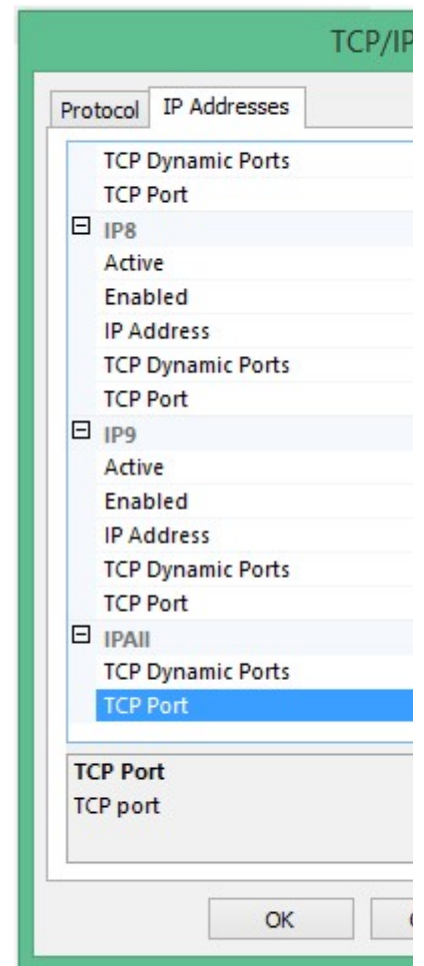 TCP/IP
Protocol IP Addresses
TCP Dynamic Ports
TCP Port
IP8
Active
Enabled
IP Address
TCP Dynamic Ports
TCP Port
IP9
Active
Enabled
IP Address
TCP Dynamic Ports
TCP Port
IPAll
TCP Dynamic Ports
TCP Port
TCP Port
TCP port
OK